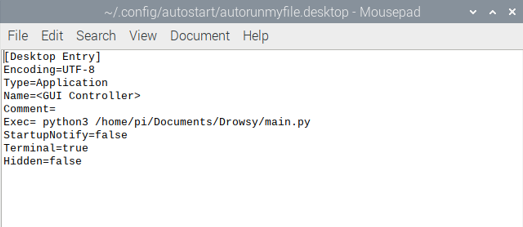 ~/.config/autostart/autorunmyfile.desktop - Mousepad
File Edit Search View Document Help
[Desktop Entry]
Encoding=UTF-8
Type=Application
Name=<GUI Controller>
Comment=
Exec= python3 /home/pi/Documents/Drowsy/main.py
StartupNotify=false
Terminal=true
Hidden=false